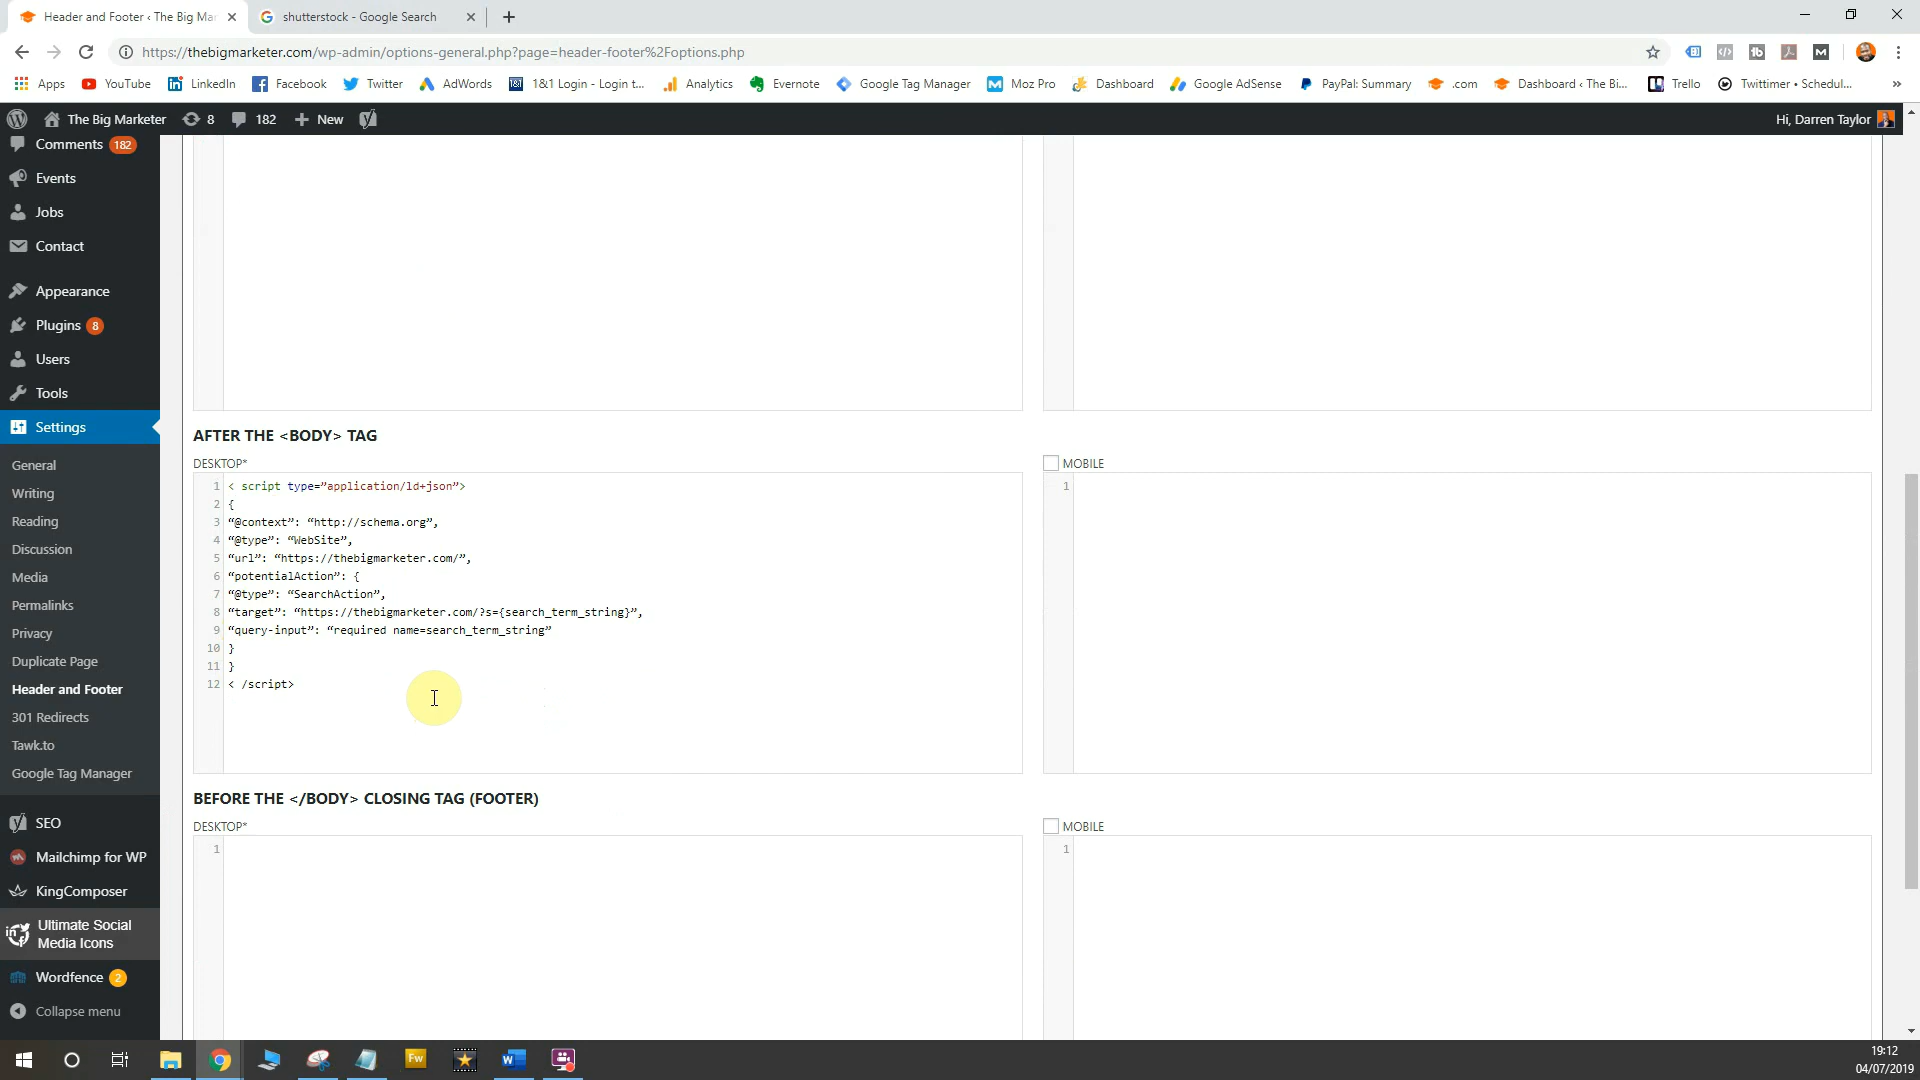 Header and Footer ‹ The Big Mar
shutterstock - Google Search
https://thebigmarketer.com/wp-admin/options-general.php?page=header-footer%2Foptions.php
Apps YouTube LinkedIn Facebook Twitter AdWords 1&1 Login - Login t... Analytics Evernote Google Tag Manager Moz Pro Dashboard Google AdSense PayPal: Summary .com Dashboard ‹ The Bi... Trello Twittimer • Schedul... »
The Big Marketer 8 182 New Hi, Darren Taylor
Comments 182
Events
Jobs
Contact
Appearance
Plugins 8
Users
Tools
Settings
General
Writing
Reading
Discussion
Media
Permalinks
Privacy
Duplicate Page
Header and Footer
301 Redirects
Tawk.to
Google Tag Manager
SEO
Mailchimp for WP
KingComposer
Ultimate Social
Media Icons
Wordfence 2
Collapse menu
AFTER THE <BODY> TAG
DESKTOP*
1 < script type=”application/ld+json”>
2 {
3 “@context”: “http://schema.org”,
4 “@type”: “WebSite”,
5 “url”: “https://thebigmarketer.com/”,
6 “potentialAction”: {
7 “@type”: “SearchAction”,
8 “target”: “https://thebigmarketer.com/?s={search_term_string}”,
9 “query-input”: “required name=search_term_string”
10 }
11 }
12 < /script>
MOBILE
1
BEFORE THE </BODY> CLOSING TAG (FOOTER)
DESKTOP*
1
MOBILE
1
Fw
19:12
04/07/2019